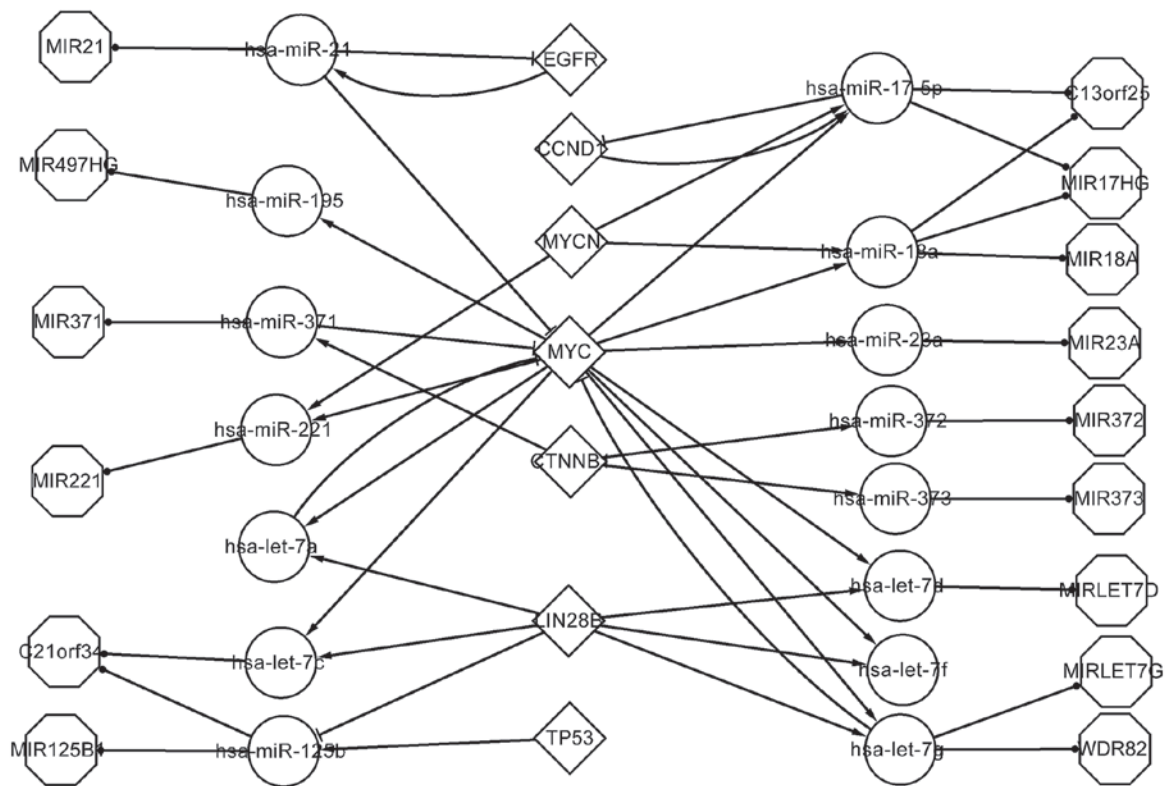 MIR21
hsa-miR-21
EGFR
hsa-miR-17-5p
C13orf25
MIR497HG
hsa-miR-195
CCND1
MIR17HG
MYCN
hsa-miR-18a
MIR18A
MIR371
hsa-miR-371
MYC
hsa-miR-23a
MIR23A
MIR221
hsa-miR-221
CTNNB
hsa-miR-372
MIR372
hsa-miR-373
MIR373
hsa-let-7a
hsa-let-7d
MIRLET7D
C21orf34
hsa-let-7c
LIN28B
hsa-let-7f
MIRLET7G
MIR125B1
hsa-miR-125b
TP53
hsa-let-7g
WDR82